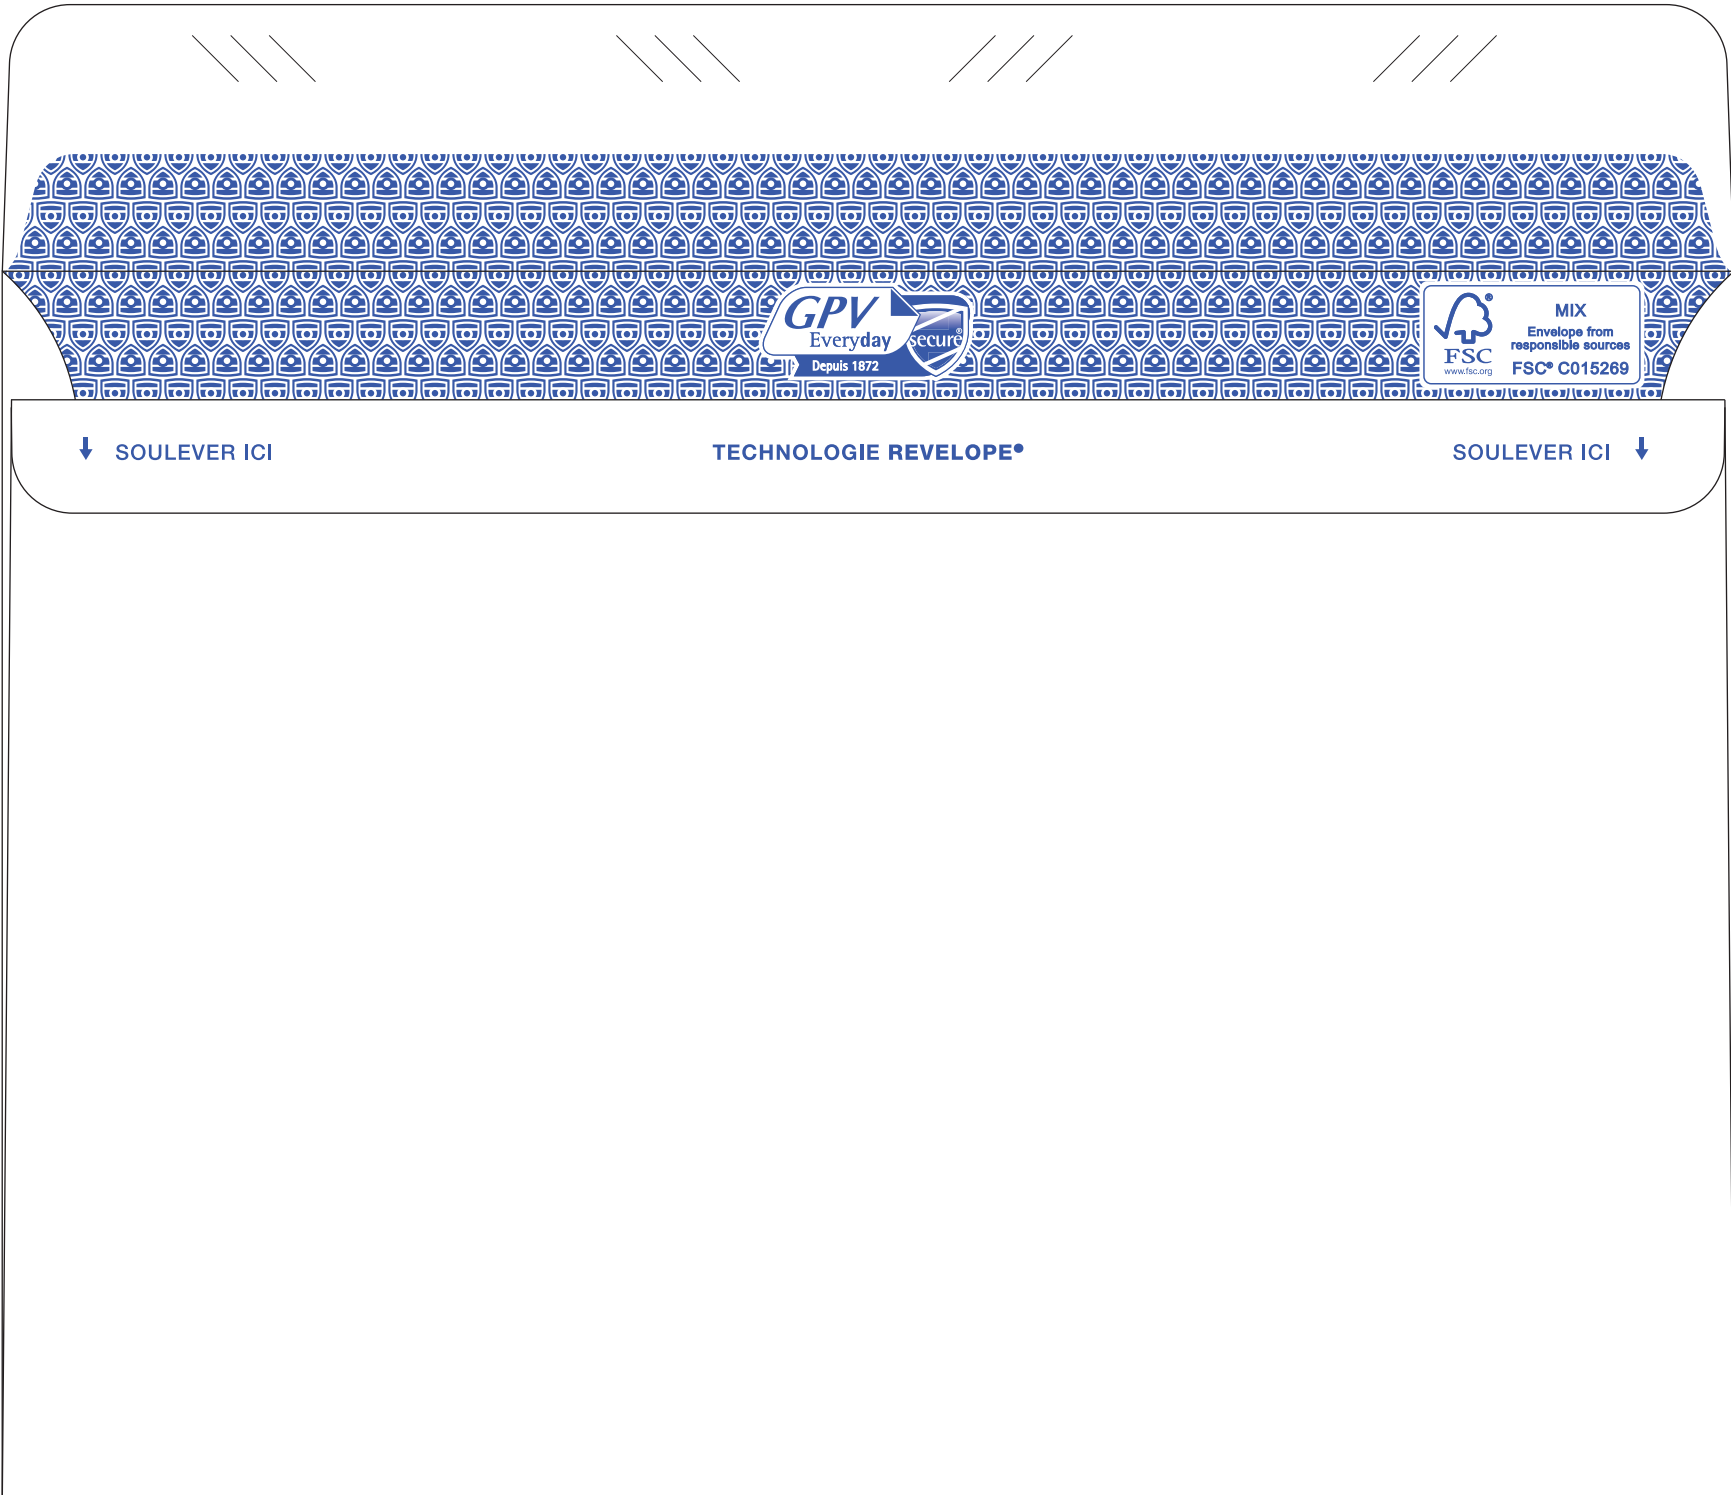 GPV
Everyday
secure®
Depuis 1872
®
FSC
www.fsc.org
MIX
Envelope from
responsible sources
FSC® C015269
SOULEVER ICI
TECHNOLOGIE REVELOPE®
SOULEVER ICI